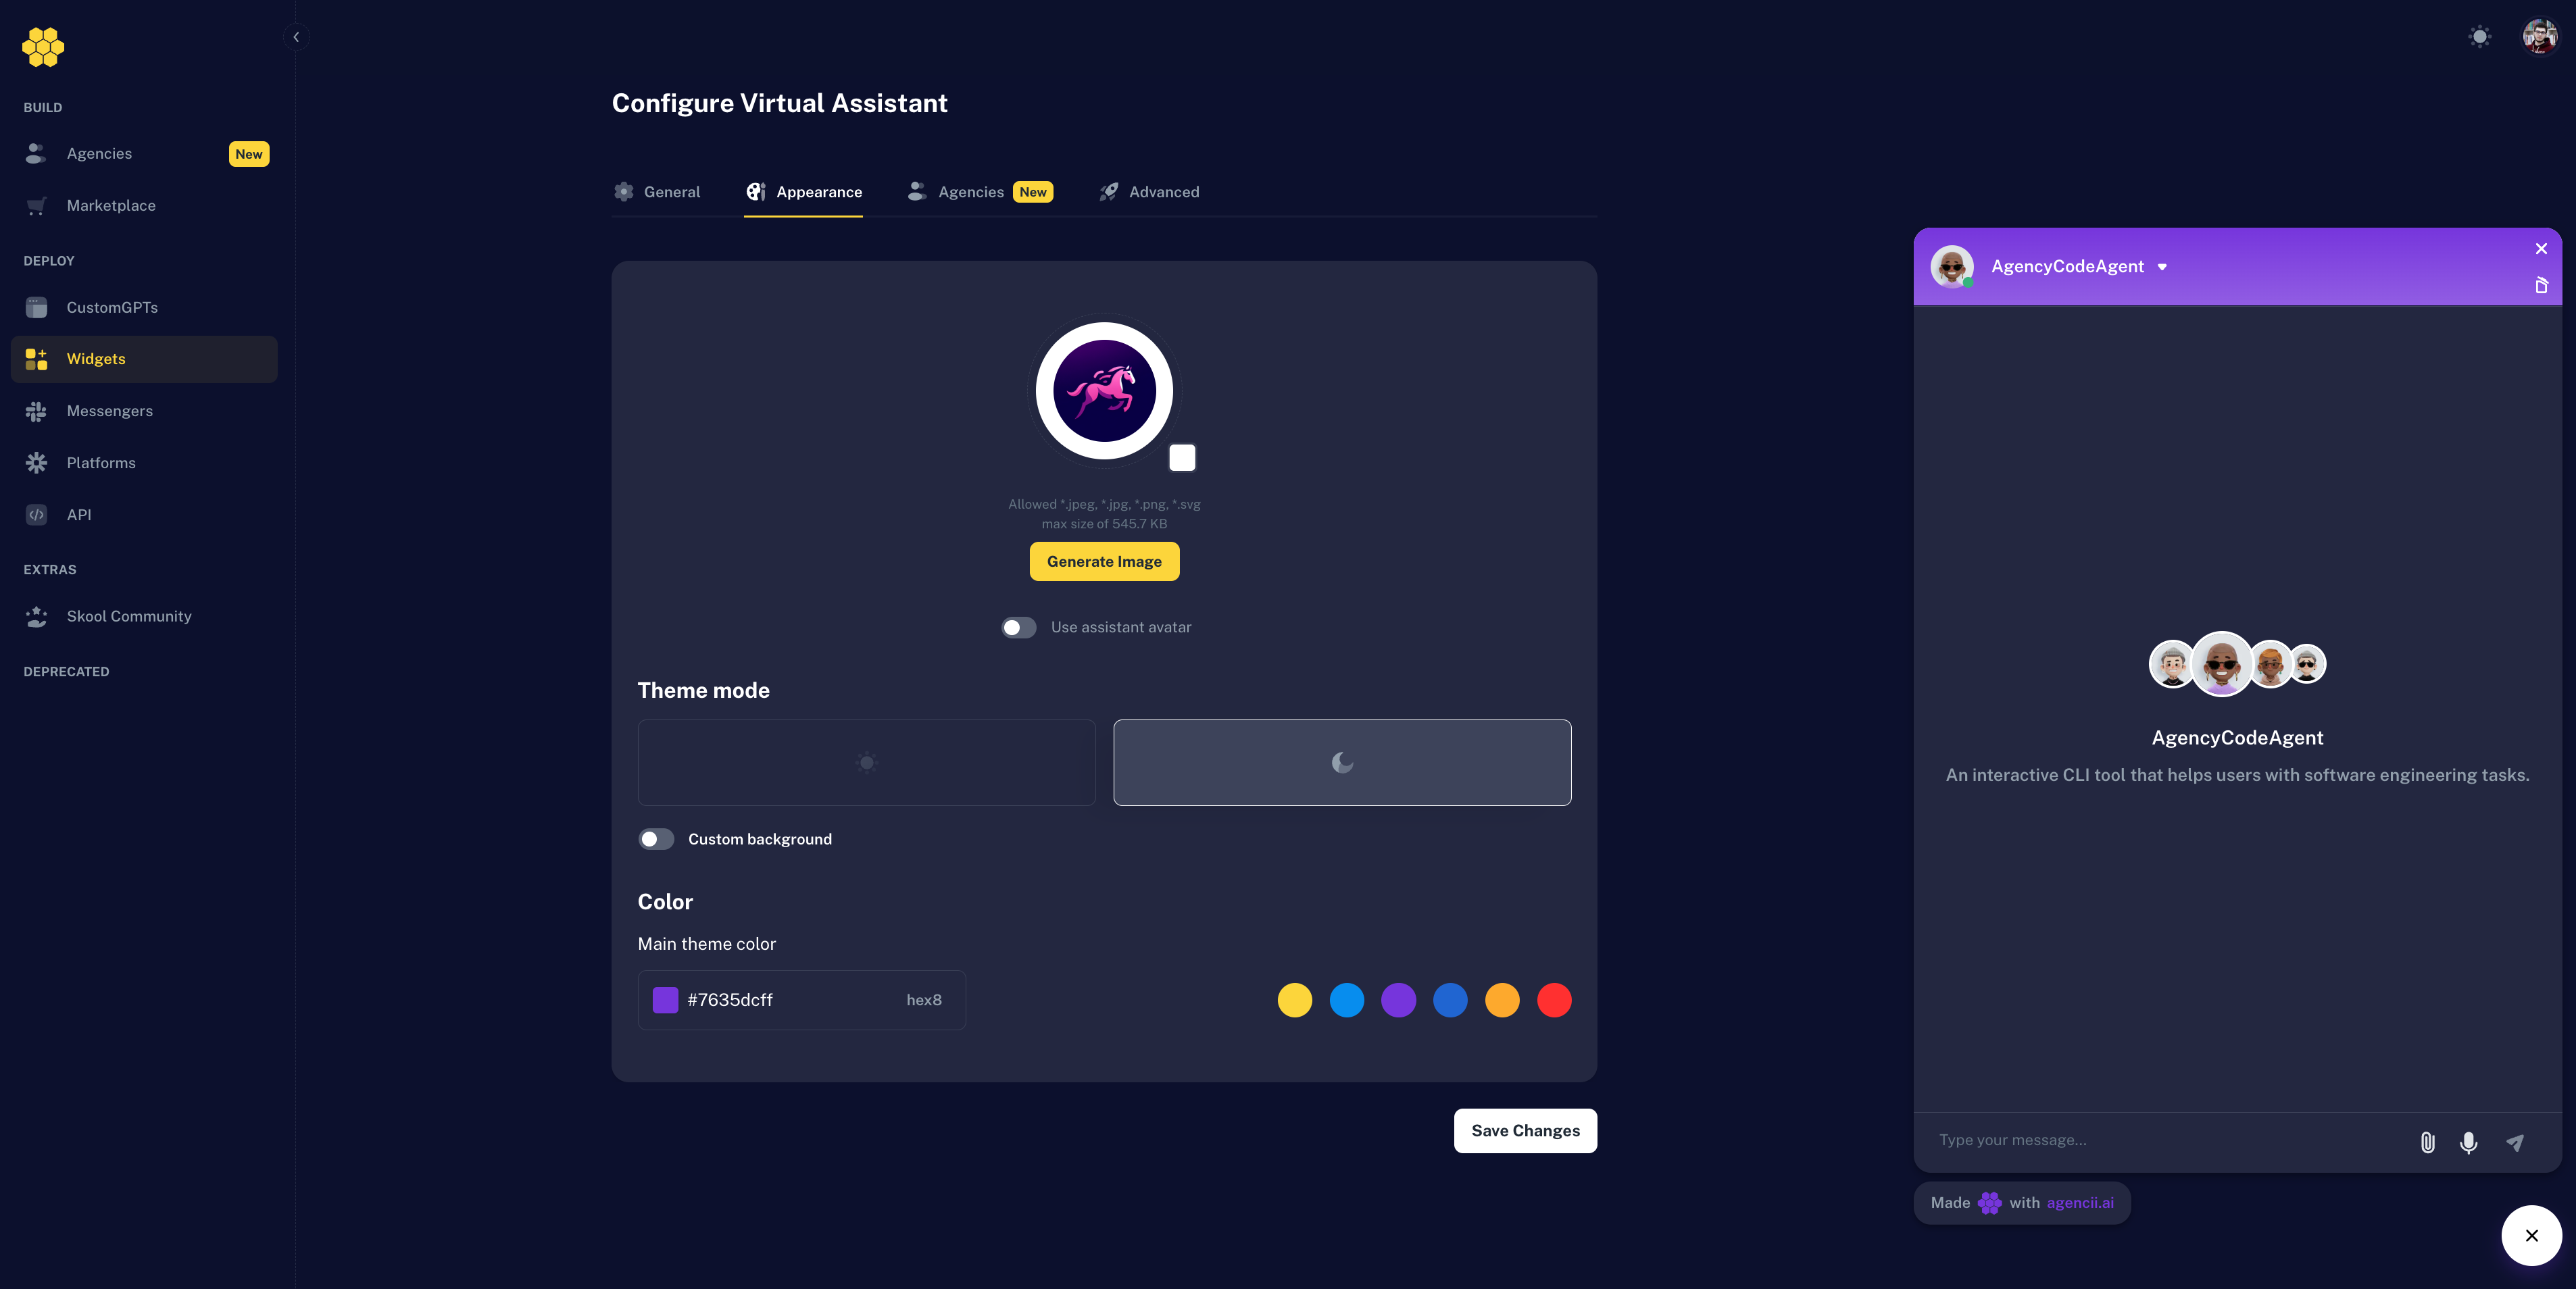 BUILD
Agencies New
Marketplace
DEPLOY
CustomGPTs
Widgets
Messengers
Platforms
API
EXTRAS
Skool Community
DEPRECATED
Configure Virtual Assistant
General Appearance Agencies New Advanced
Allowed *.jpeg, *.jpg, *.png, *.svg
max size of 545.7 KB
Generate Image
Use assistant avatar
Theme mode
Custom background
Color
Main theme color
#7635dcff hex8
Save Changes
AgencyCodeAgent
AgencyCodeAgent
An interactive CLI tool that helps users with software engineering tasks.
Type your message...
Made with agencii.ai